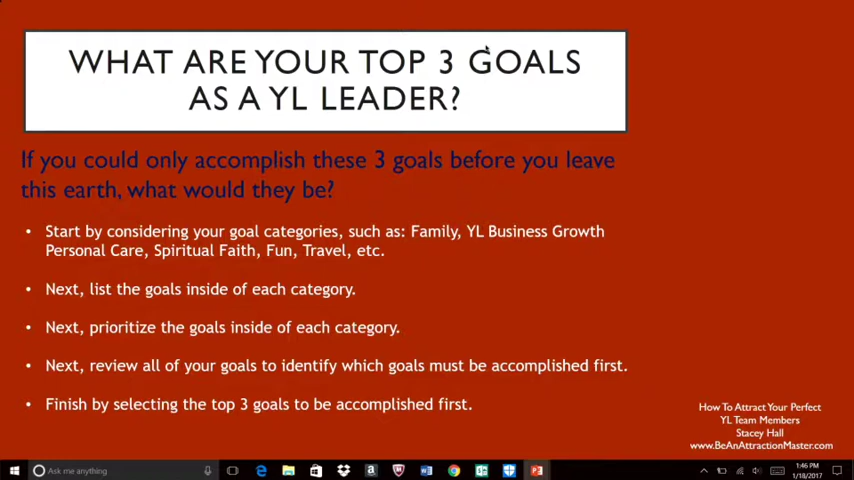 WHAT ARE YOUR TOP 3 GOALS
AS A YL LEADER?
If you could only accomplish these 3 goals before you leave
this earth, what would they be?
• Start by considering your goal categories, such as: Family, YL Business Growth
Personal Care, Spiritual Faith, Fun, Travel, etc.
• Next, list the goals inside of each category.
• Next, prioritize the goals inside of each category.
• Next, review all of your goals to identify which goals must be accomplished first.
• Finish by selecting the top 3 goals to be accomplished first.
How To Attract Your Perfect
YL Team Members
Stacey Hall
www.BeAnAttractionMaster.com
Ask me anything
1:46 PM
1/18/2017